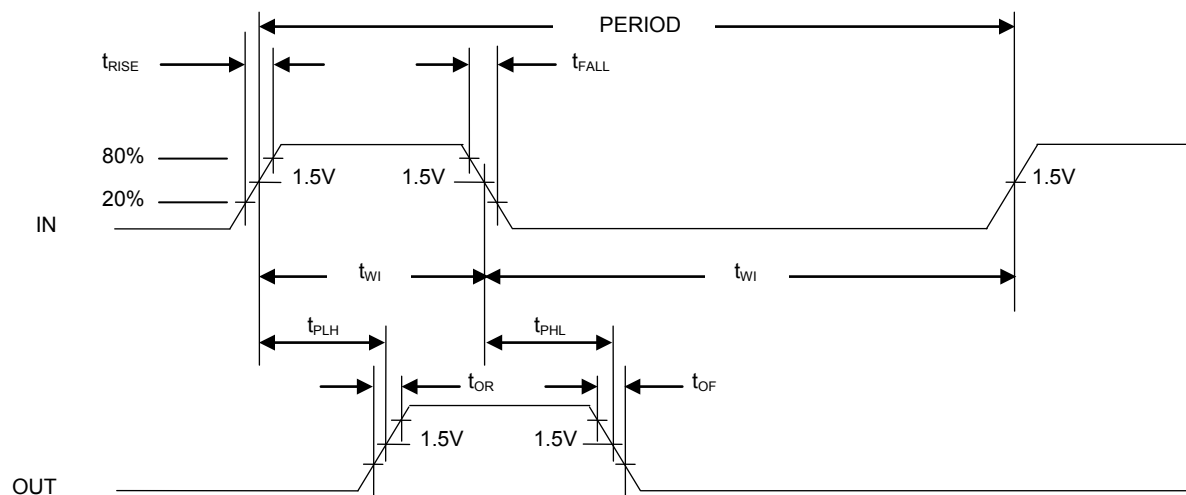 PERIOD
tRISE
tFALL
80%
1.5V
1.5V
1.5V
20%
IN
tWI
tWI
tPLH
tPHL
tOR
tOF
1.5V
1.5V
OUT